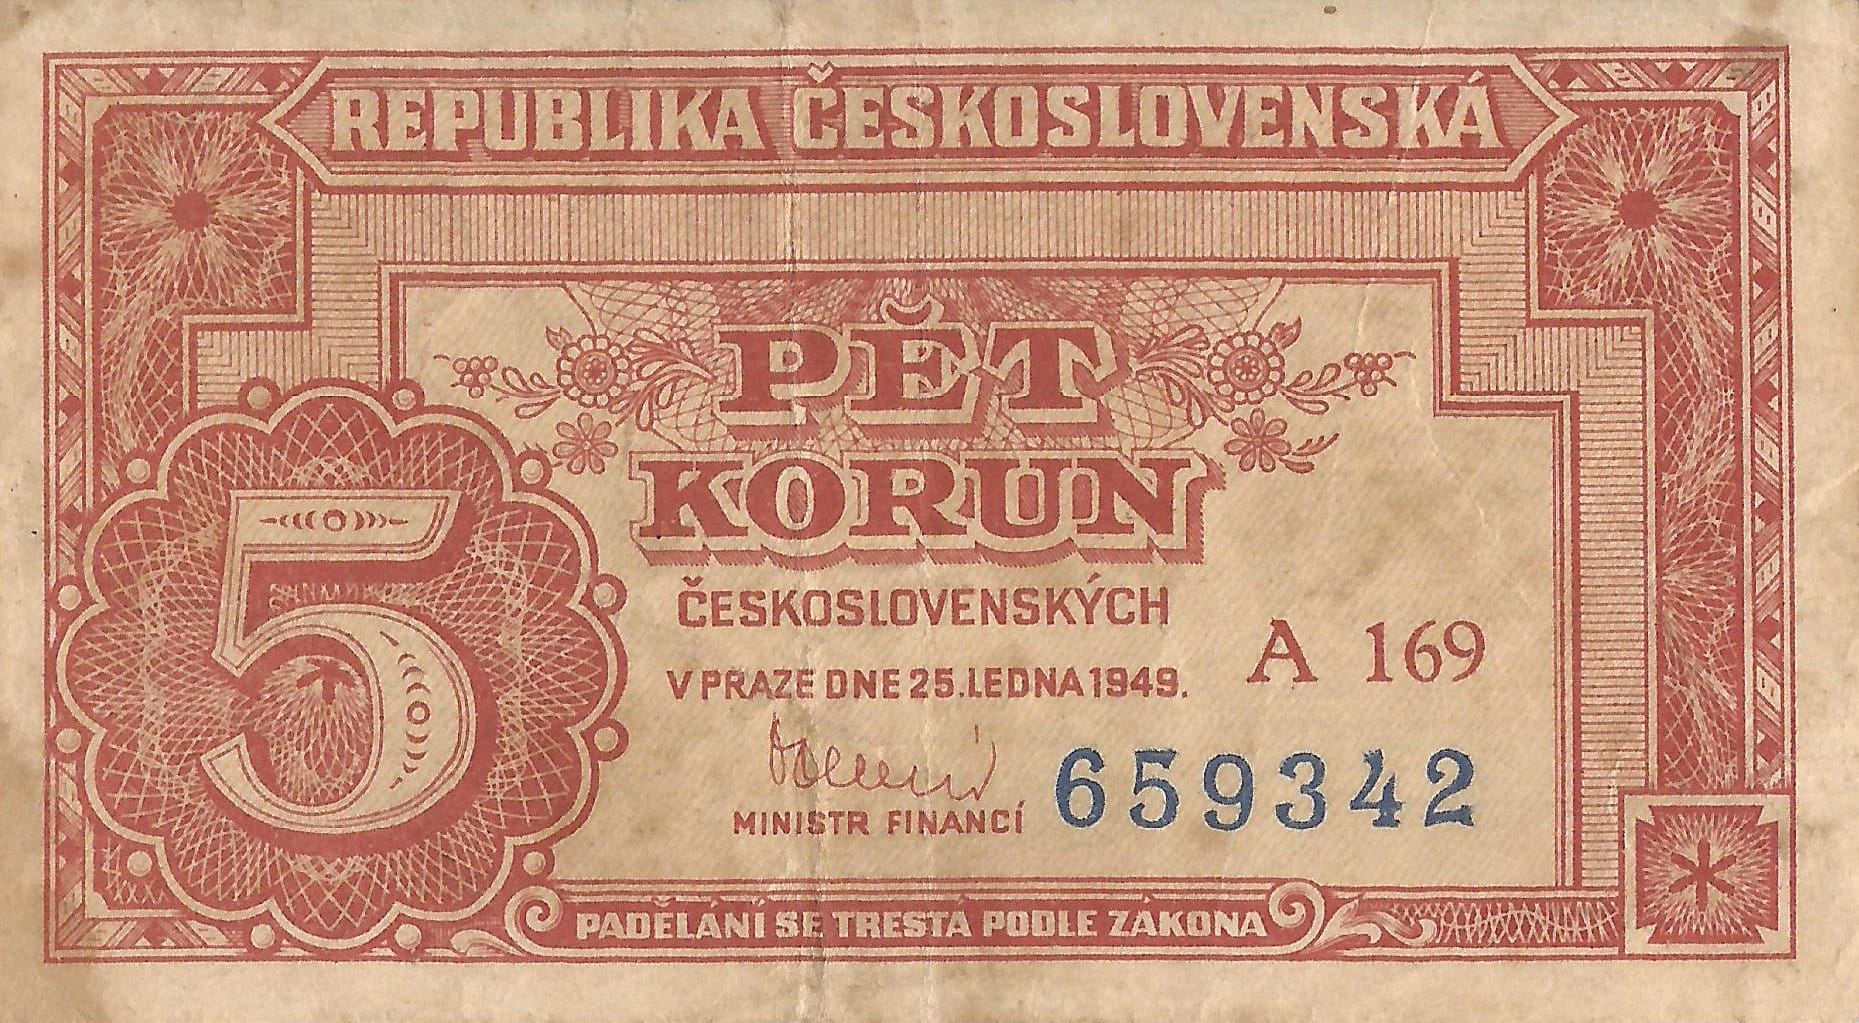 REPUBLIKA ČESKOSLOVENSKÁ
PĚT
KORUN
ČESKOSLOVENSKÝCH
V PRAZE DNE 25. LEDNA 1949.
A 169
MINISTR FINANCÍ
659342
5
PADĚLÁNÍ SE TRESTÁ PODLE ZÁKONA